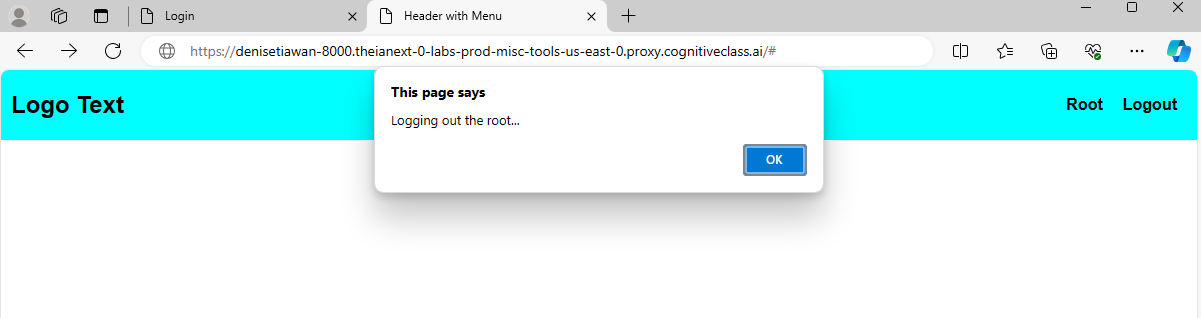 Login
Header with Menu
https://denisetiawan-8000.theianext-0-labs-prod-misc-tools-us-east-0.proxy.cognitiveclass.ai/#
This page says
Logging out the root...
OK
Logo Text
Root Logout